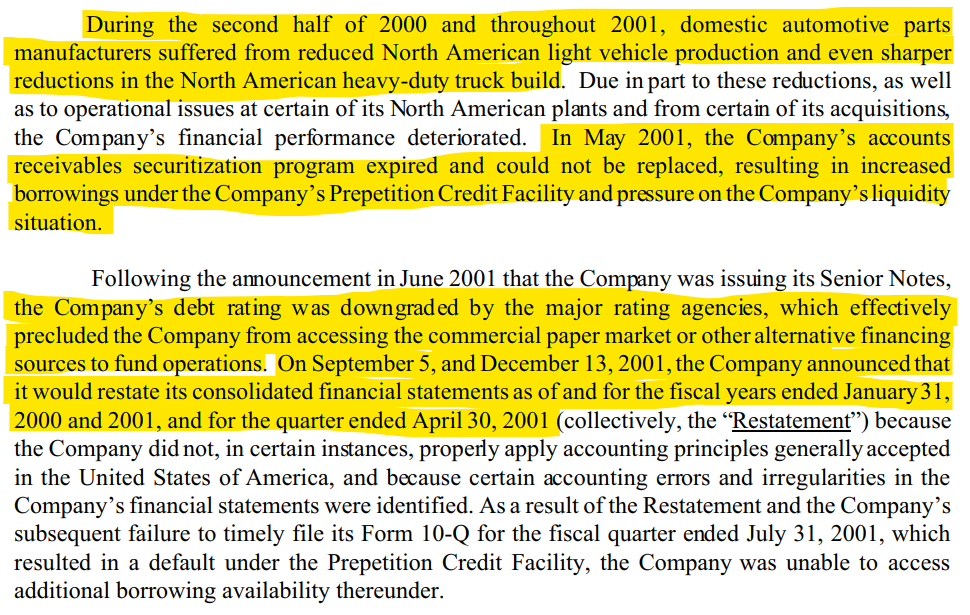 During the second half of 2000 and throughout 2001, domestic automotive parts
manufacturers suffered from reduced North American light vehicle production and even sharper
reductions in the North American heavy-duty truck build. Due in part to these reductions, as well
as to operational issues at certain of its North American plants and from certain of its acquisitions,
the Company's financial performance deteriorated. In May 2001, the Company's accounts
receivables securitization program expired and could not be replaced, resulting in increased
borrowings under the Company's Prepetition Credit Facility and pressure on the Company's liquidity
situation.
Following the announcement in June 2001 that the Company was issuing its Senior Notes,
the Company's debt rating was downgraded by the major rating agencies, which effectively
precluded the Company from accessing the commercial paper market or other alternative financing
sources to fund operations. On September 5, and December 13, 2001, the Company announced that
it would restate its consolidated financial statements as of and for the fiscal years ended January 31,
2000 and 2001, and for the quarter ended April 30, 2001 (collectively, the “Restatement”) because
the Company did not, in certain instances, properly apply accounting principles generally accepted
in the United States of America, and because certain accounting errors and irregularities in the
Company's financial statements were identified. As a result of the Restatement and the Company's
subsequent failure to timely file its Form 10-Q for the fiscal quarter ended July 31, 2001, which
resulted in a default under the Prepetition Credit Facility, the Company was unable to access
additional borrowing availability thereunder.